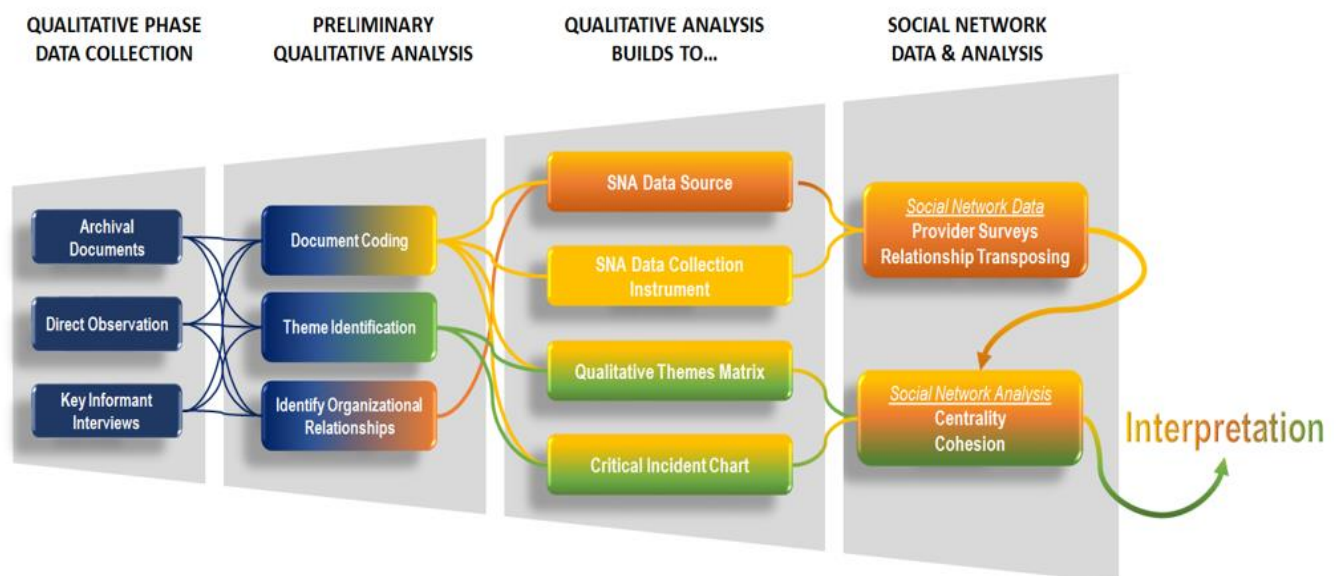 QUALITATIVE PHASE
DATA COLLECTION
PRELIMINARY
QUALITATIVE ANALYSIS
QUALITATIVE ANALYSIS
BUILDS TO...
SOCIAL NETWORK
DATA & ANALYSIS
Archival
Documents
Direct Observation
Key Informant
Interviews
Document Coding
Theme Identification
Identify Organizational
Relationships
SNA Data Source
SNA Data Collection
Instrument
Qualitative Themes Matrix
Critical Incident Chart
Social Network Data
Provider Surveys
Relationship Transposing
Social Network Analysis
Centrality
Cohesion
Interpretation